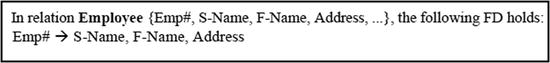 In relation Employee {Emp#, S-Name, F-Name, Address, ...}, the following FD holds:
Emp# → S-Name, F-Name, Address